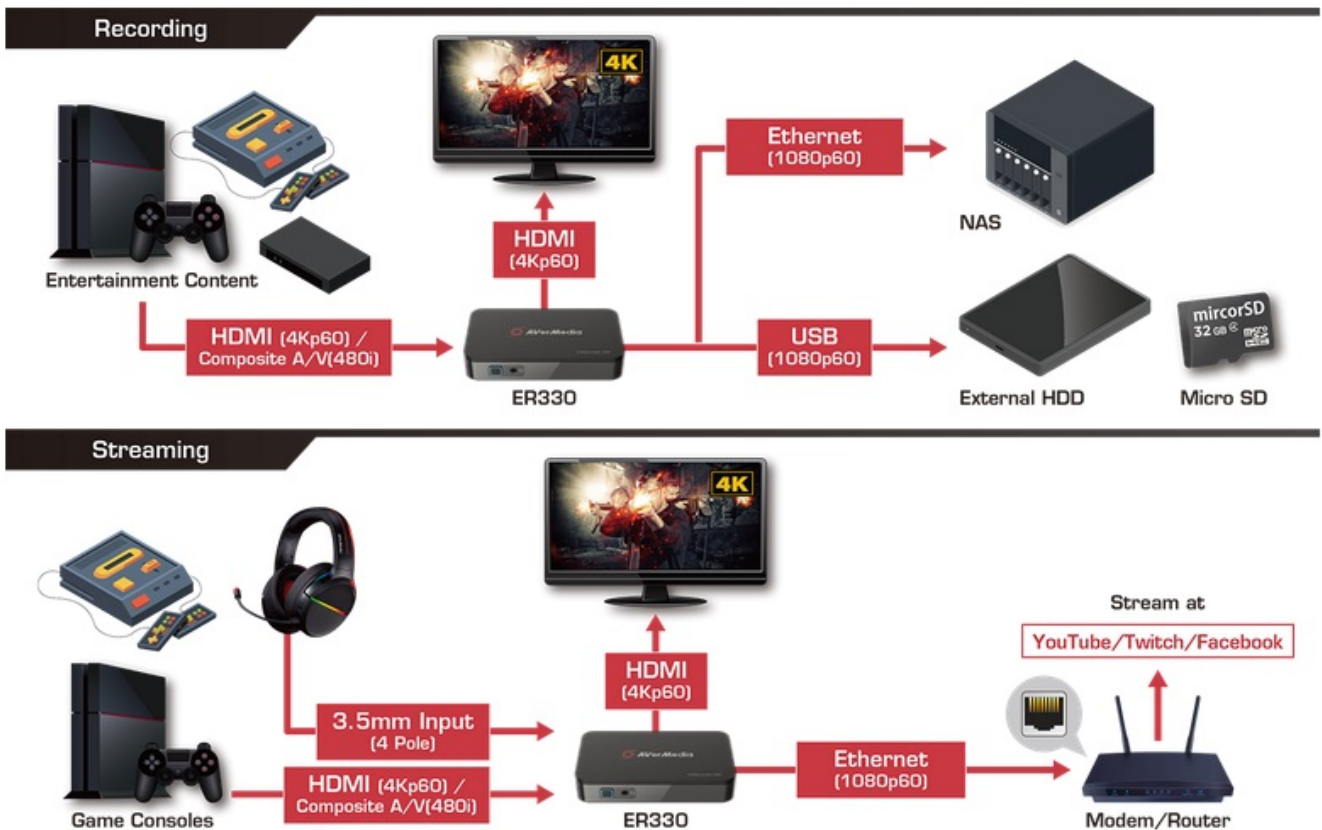 Recording
4K
Ethernet
(1080p60)
NAS
HDMI
(4Kp60)
Entertainment Content
HDMI (4Kp60) /
Composite A/V(480i)
AVerMedia
ER330
USB
(1080p60)
External HDD
mircorSD
32 GB
micro
Micro SD
Streaming
4K
Stream at
YouTube/Twitch/Facebook
HDMI
(4Kp60)
3.5mm Input
(4 Pole)
HDMI (4Kp60) /
Composite A/V(480i)
Game Consoles
AVerMedia
ER330
Ethernet
(1080p60)
Modem/Router